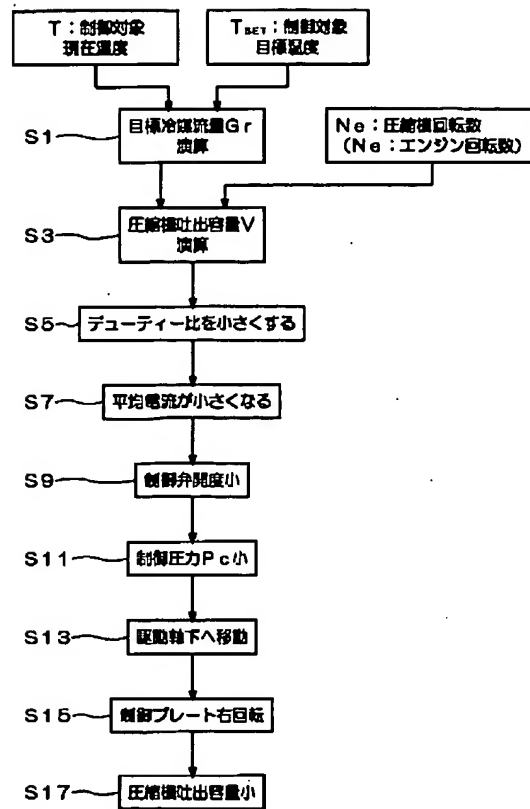 T：制御対象
現在温度
TSET：制御対象
目標温度
S1
目標冷媒流量Gr
演算
Ne：圧縮機回転数
（Ne：エンジン回転数）
S3
圧縮機吐出容量V
演算
S5
デューティー比を小さくする
S7
平均電流が小さくなる
S9
制御弁開度小
S11
制御圧力Pc小
S13
駆動軸下へ移動
S15
制御プレート右回転
S17
圧縮機吐出容量小